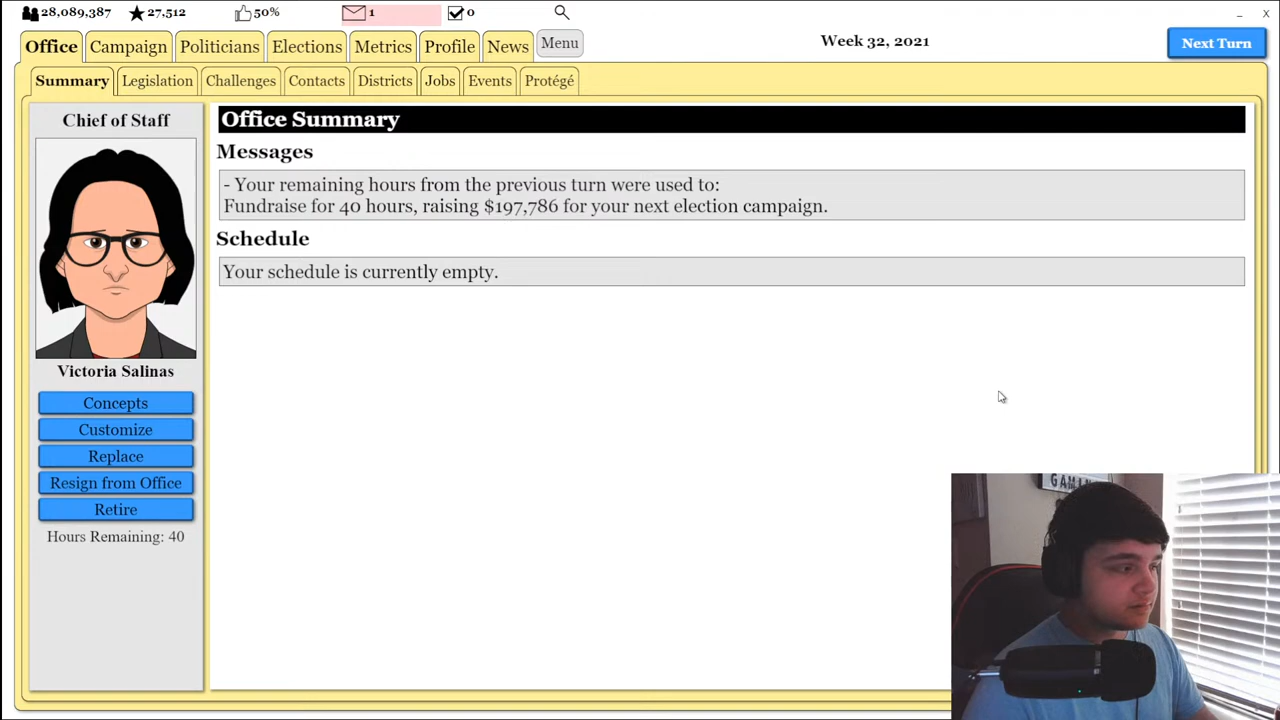 28,089,387 27,512 50% 1 0
Office Campaign Politicians Elections Metrics Profile News Menu
Week 32, 2021
Next Turn
Summary Legislation Challenges Contacts Districts Jobs Events Protégé
Chief of Staff
Victoria Salinas
Concepts
Customize
Replace
Resign from Office
Retire
Hours Remaining: 40
Office Summary
Messages
- Your remaining hours from the previous turn were used to:
Fundraise for 40 hours, raising $197,786 for your next election campaign.
Schedule
Your schedule is currently empty.